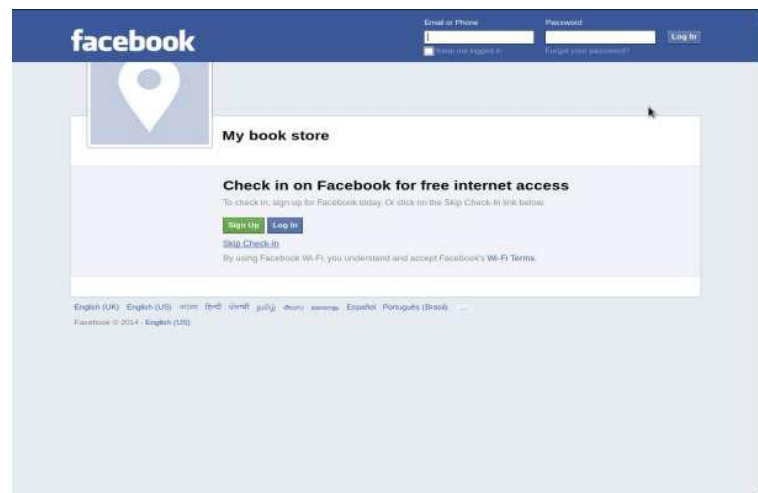 facebook
Email or Phone
Password
Log In
Keep me logged in
Forgot your password?
My book store
Check in on Facebook for free internet access
To check in, sign up for Facebook today. Or click on the Skip Check-In link below.
Sign Up Log In
Skip Check-In
By using Facebook Wi-Fi, you understand and accept Facebook's Wi-Fi Terms.
English (UK) English (US) हिन्दी ਪੰਜਾਬੀ தமிழ் Español Português (Brasil) ...
Facebook © 2014 · English (US)